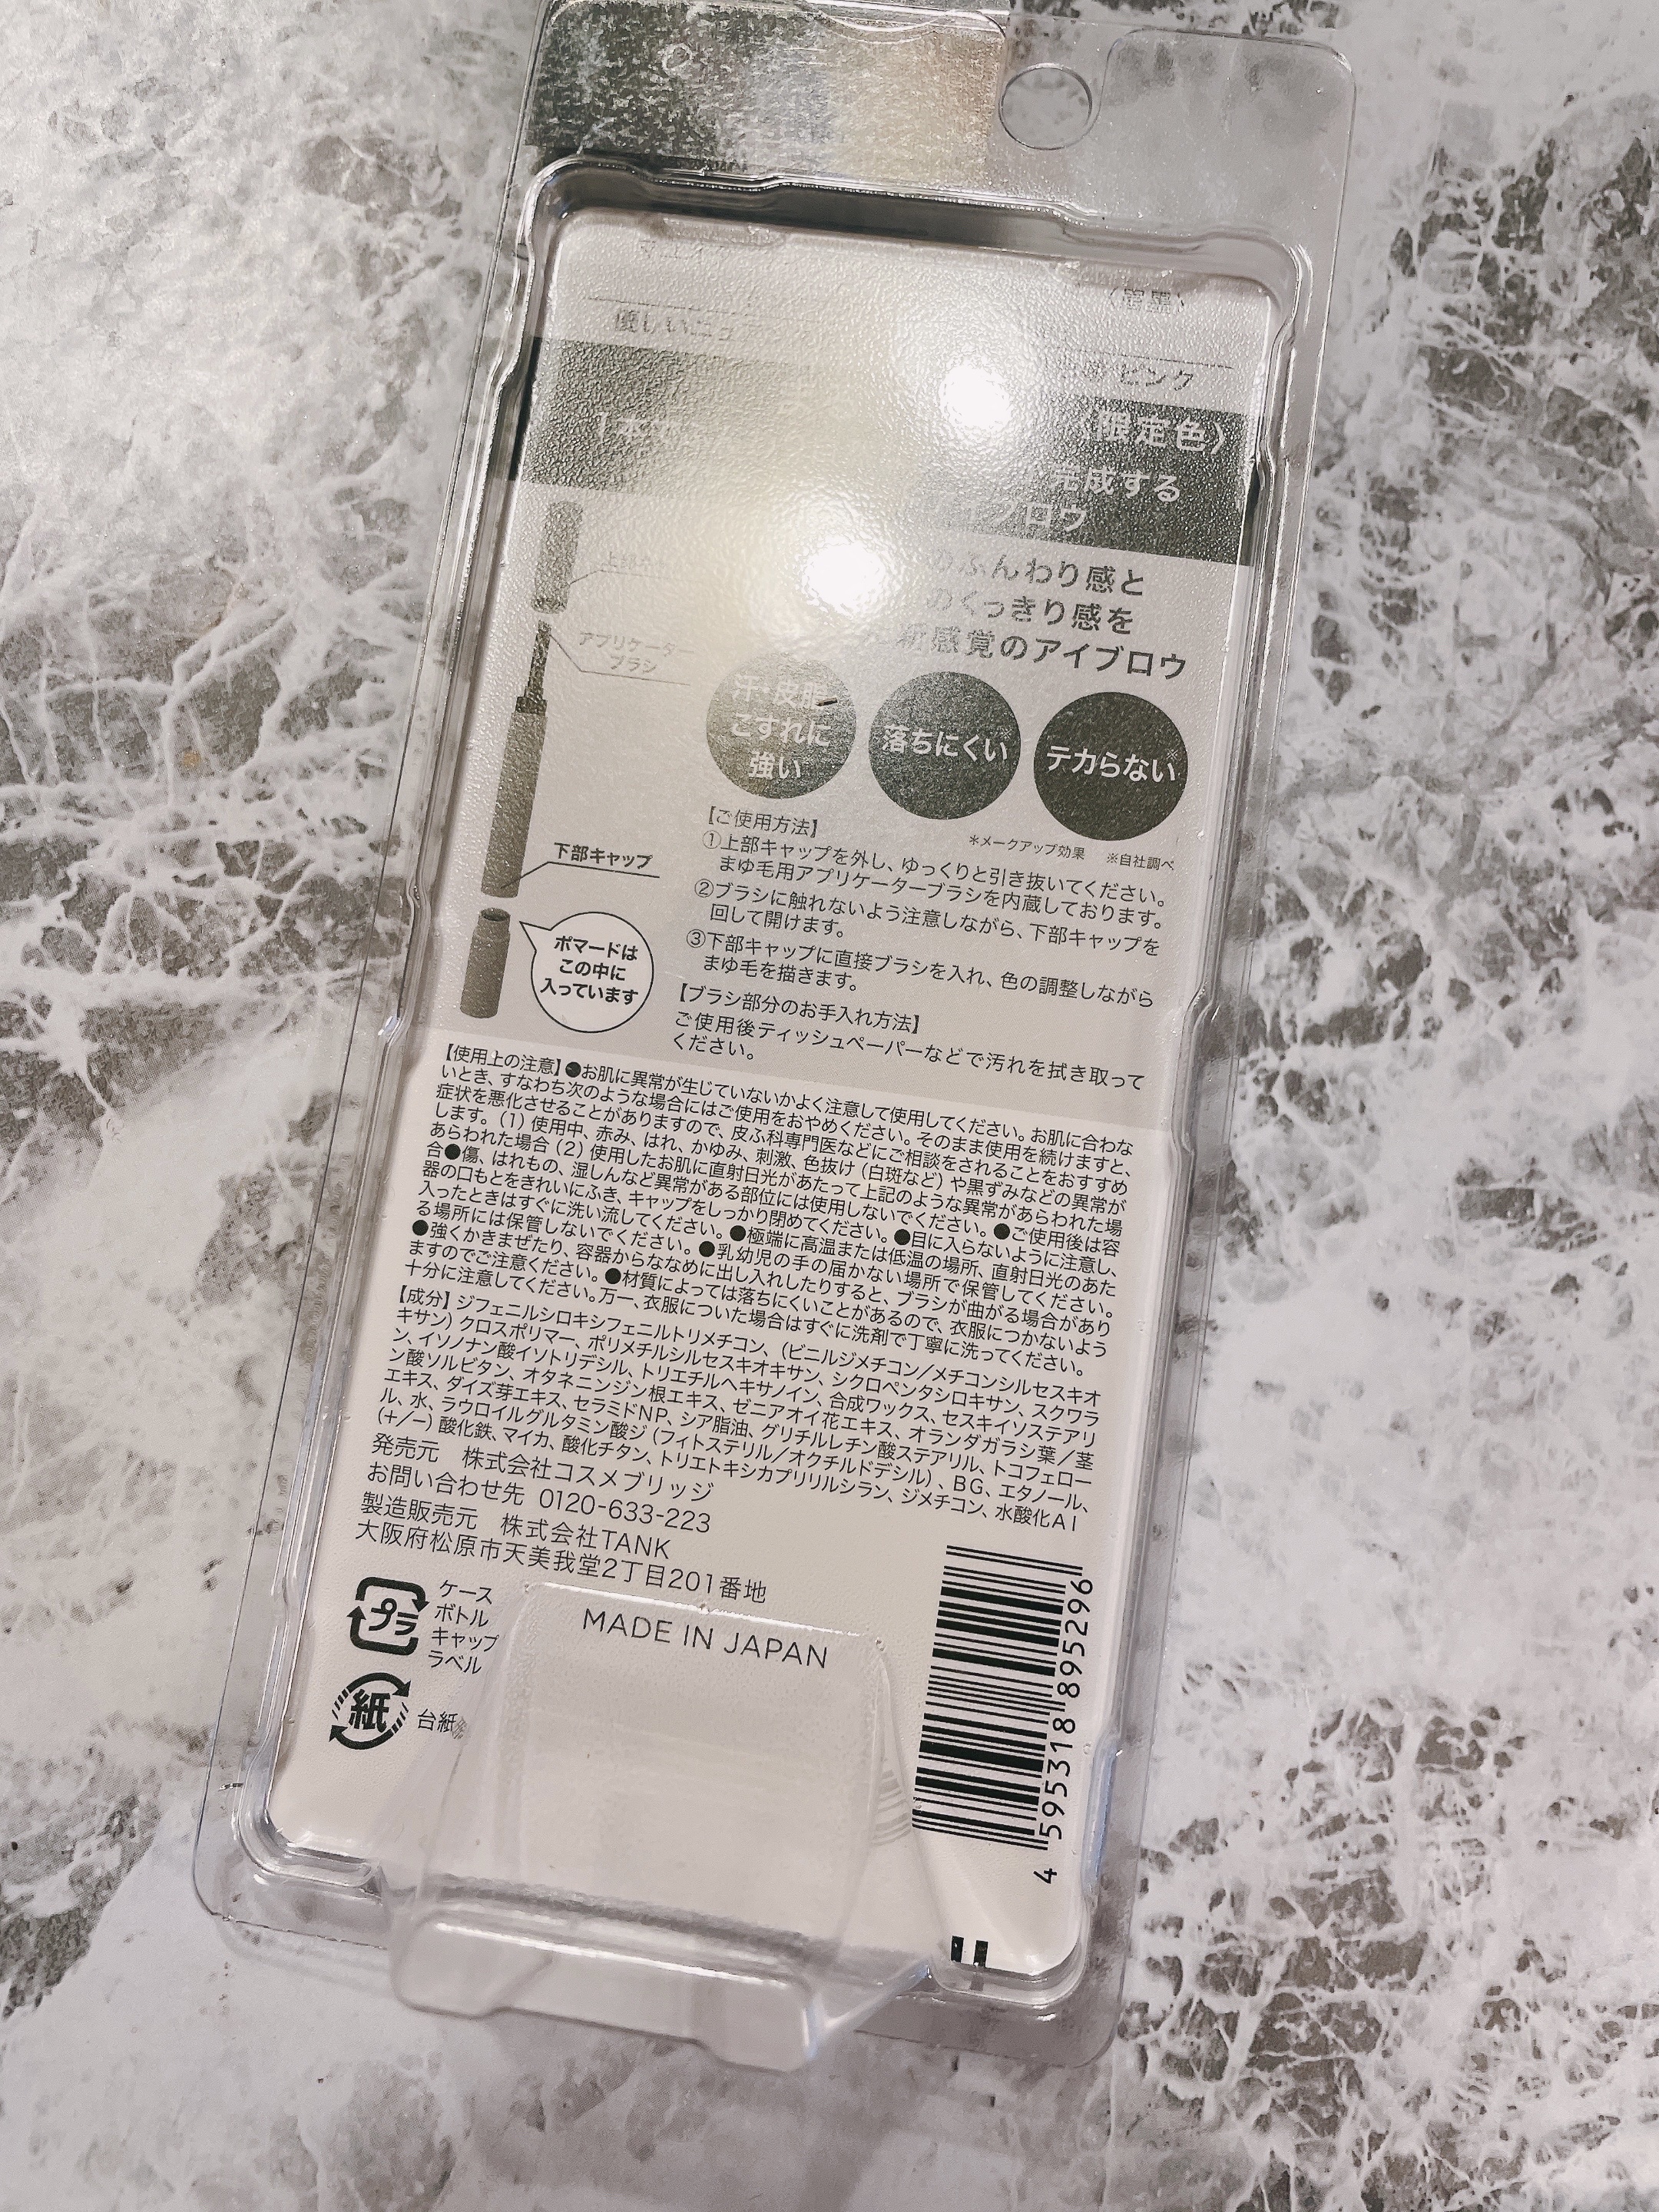 優しいニュ
ピンク
〈限定色〉
完成する
ブロウ
ふんわり感と
のくっきり感を
新感覚のアイブロウ
アプリケーター
ブラシ
汗・皮脂
こすれに
強い
落ちにくい
テカらない
*メークアップ効果 ※自社調べ
下部キャップ
ポマードは
この中に
入っています
【ご使用方法】
①上部キャップを外し、ゆっくりと引き抜いてください。
まゆ毛用アプリケーターブラシを内蔵しております。
②ブラシに触れないよう注意しながら、下部キャップを
回して開けます。
③下部キャップに直接ブラシを入れ、色の調整しながら
まゆ毛を描きます。
【ブラシ部分のお手入れ方法】
ご使用後ティッシュペーパーなどで汚れを拭き取って
ください。
【使用上の注意】●お肌に異常が生じていないかよく注意して使用してください。お肌に合わな
いとき、すなわち次のような場合にはご使用をおやめください。そのまま使用を続けますと、
症状を悪化させることがありますので、皮ふ科専門医などにご相談をされることをおすすめ
します。(1) 使用中、赤み、はれ、かゆみ、刺激、色抜け (白斑など) や黒ずみなどの異常が
あらわれた場合 (2) 使用したお肌に直射日光があたって上記のような異常があらわれた場
合●傷、はれもの、湿しんなど異常がある部位には使用しないでください。●ご使用後は容
器の口もとをきれいにふき、キャップをしっかり閉めてください。●目に入らないように注意し、
入ったときはすぐに洗い流してください。●極端に高温または低温の場所、直射日光のあた
る場所には保管しないでください。●乳幼児の手の届かない場所で保管してください。
●強くかきまぜたり、容器からななめに出し入れしたりすると、ブラシが曲がる場合があり
ますのでご注意ください。●材質によっては落ちにくいことがあるので、衣服につかないよう
十分に注意してください。万一、衣服についた場合はすぐに洗剤で丁寧に洗ってください。
【成分】ジフェニルシロキシフェニルトリメチコン、(ビニルジメチコン/メチコンシルセスキオ
キサン) クロスポリマー、ポリメチルシルセスキオキサン、シクロペンタシロキサン、スクワラ
ン、イソノナン酸イソトリデシル、トリエチルヘキサノイン、合成ワックス、セスキイソステアリ
ン酸ソルビタン、オタネニンジン根エキス、ゼニアオイ花エキス、オランダガラシ葉/茎
エキス、ダイズ芽エキス、セラミドNP、シア脂油、グリチルレチン酸ステアリル、トコフェロー
ル、水、ラウロイルグルタミン酸ジ (フィトステリル/オクチルドデシル) 、BG、エタノール、
(+/−) 酸化鉄、マイカ、酸化チタン、トリエトキシカプリリルシラン、ジメチコン、水酸化Al
発売元 株式会社コスメブリッジ
お問い合わせ先 0120-633-223
製造販売元 株式会社TANK
大阪府松原市天美我堂2丁目201番地
プラ
ケース
ボトル
キャップ
ラベル
紙
台紙
MADE IN JAPAN
4 595318 895296